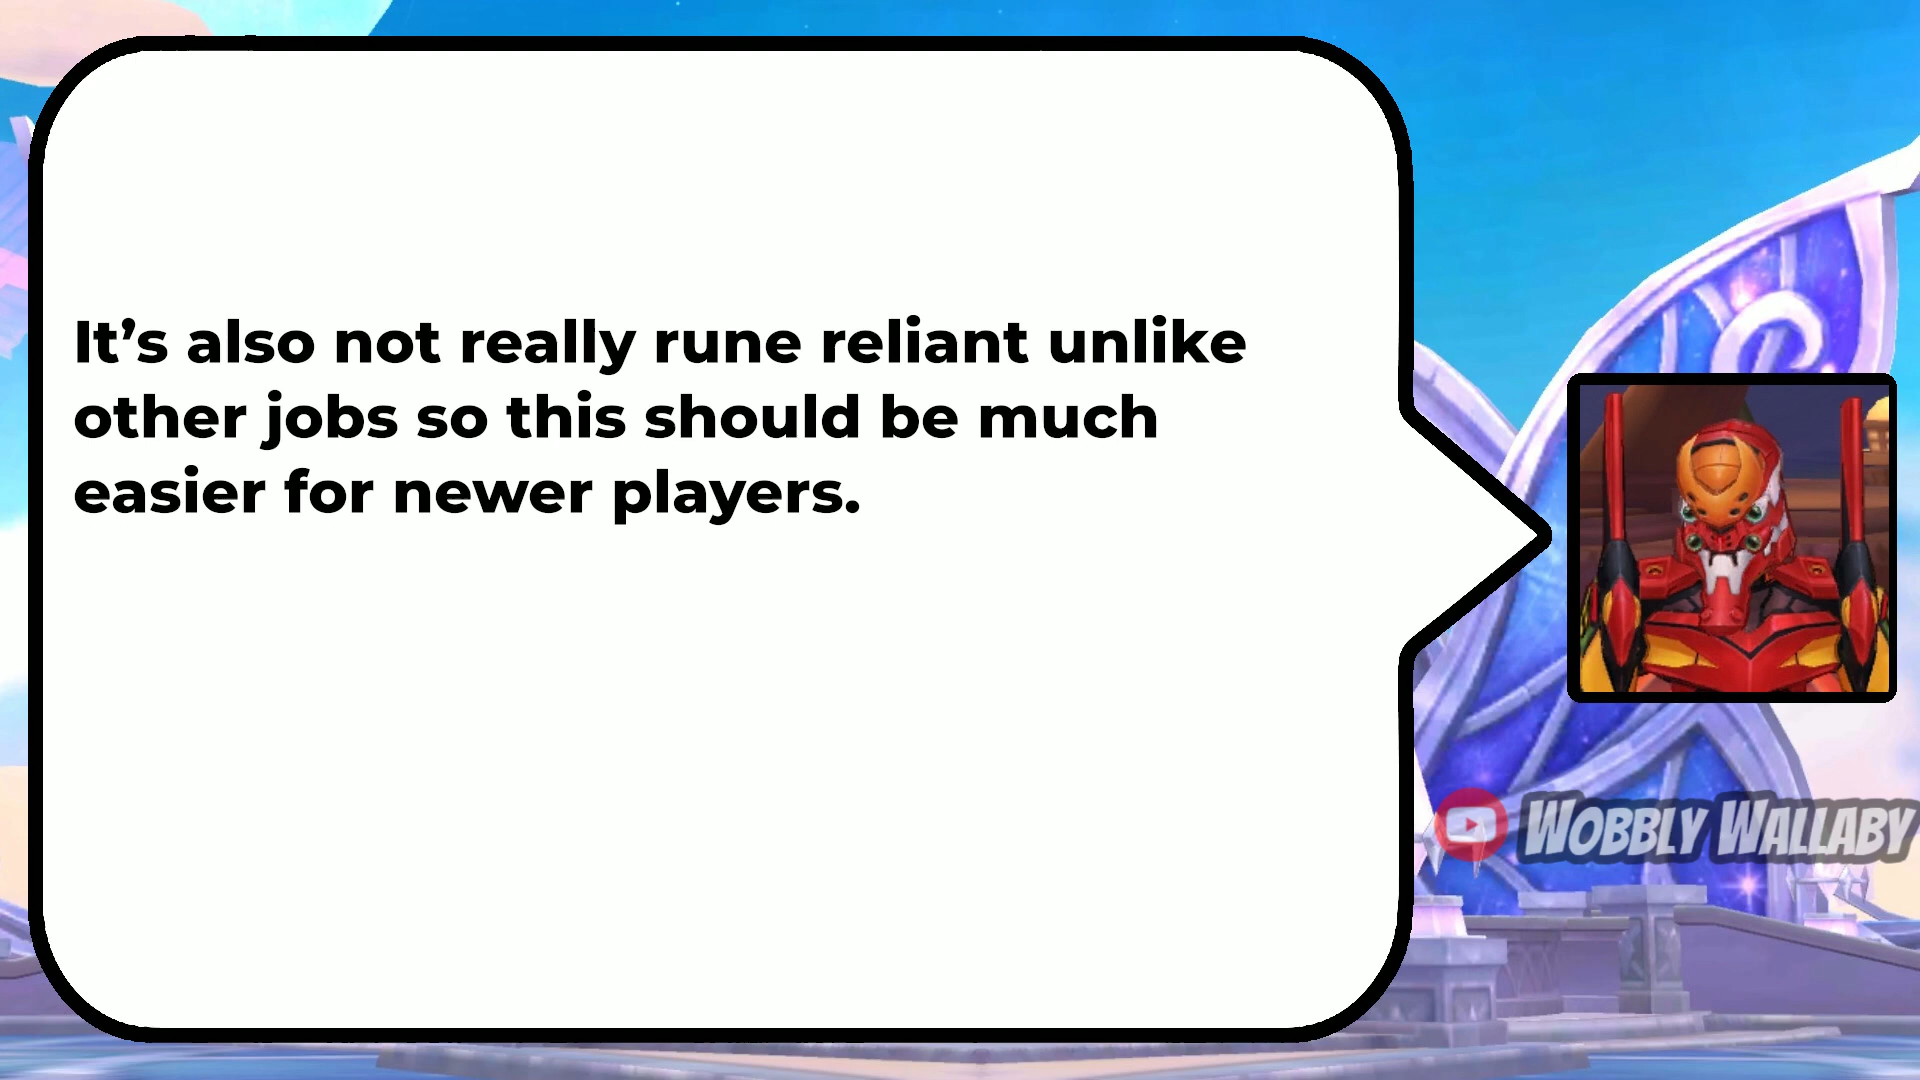 It’s also not really rune reliant unlike
other jobs so this should be much
easier for newer players.
Wobbly Wallaby